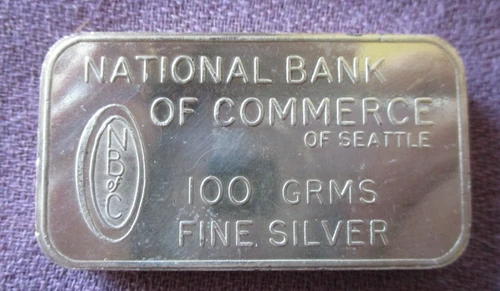 NATIONAL BANK
OF COMMERCE
OF SEATTLE
NB of C
100 GRMS
FINE SILVER